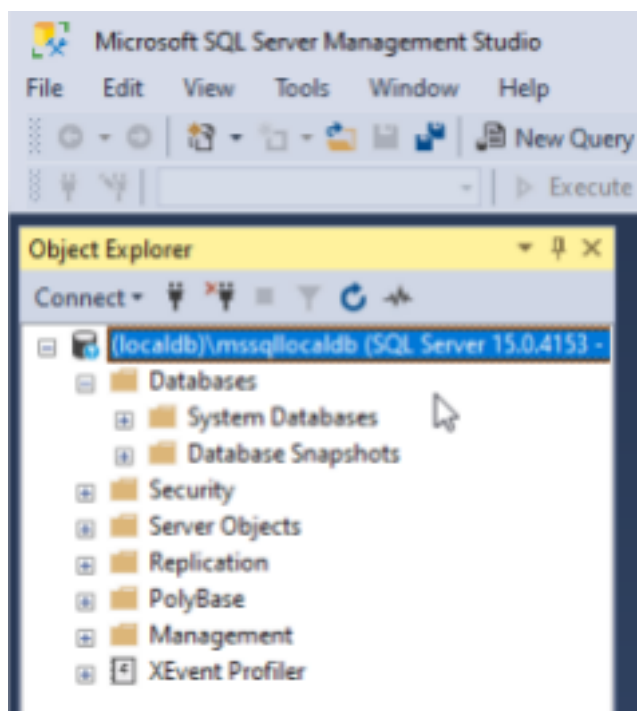 Microsoft SQL Server Management Studio
File Edit View Tools Window Help
New Query
Execute
Object Explorer
Connect
(localdb)\mssqllocaldb (SQL Server 15.0.4153 -
Databases
System Databases
Database Snapshots
Security
Server Objects
Replication
PolyBase
Management
XEvent Profiler